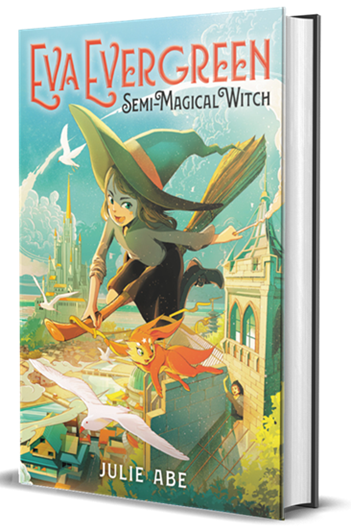 EVA EVERGREEN
SEMI-MAGICAL WITCH
JULIE ABE